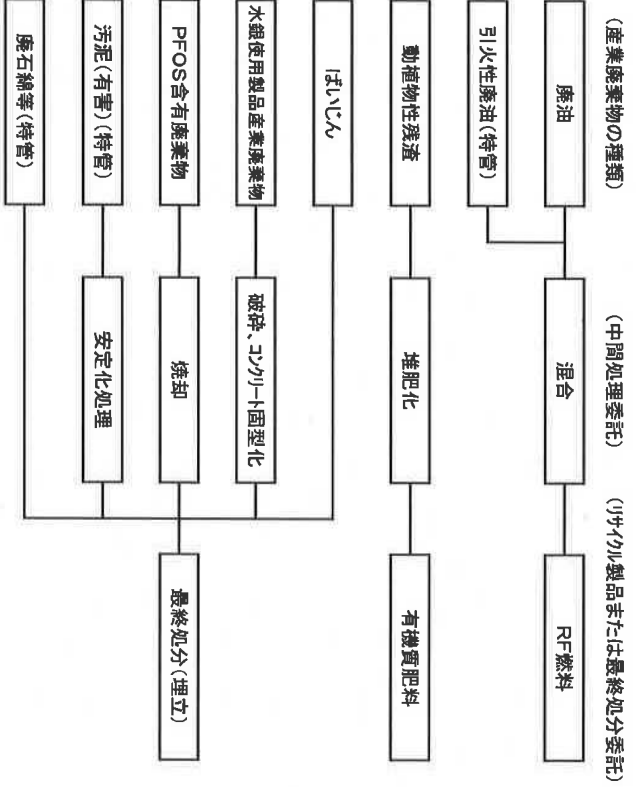 (産業廃棄物の種類)
(中間処理委託)
(リサイクル製品または最終処分委託)
廃油
混合
RF燃料
引火性廃油(特管)
動植物性残渣
堆肥化
有機質肥料
ばいじん
水銀使用製品産業廃棄物
破砕、コンクリート固型化
PFOS含有廃棄物
焼却
最終処分(埋立)
汚泥(有害)(特管)
安定化処理
廃石綿等(特管)